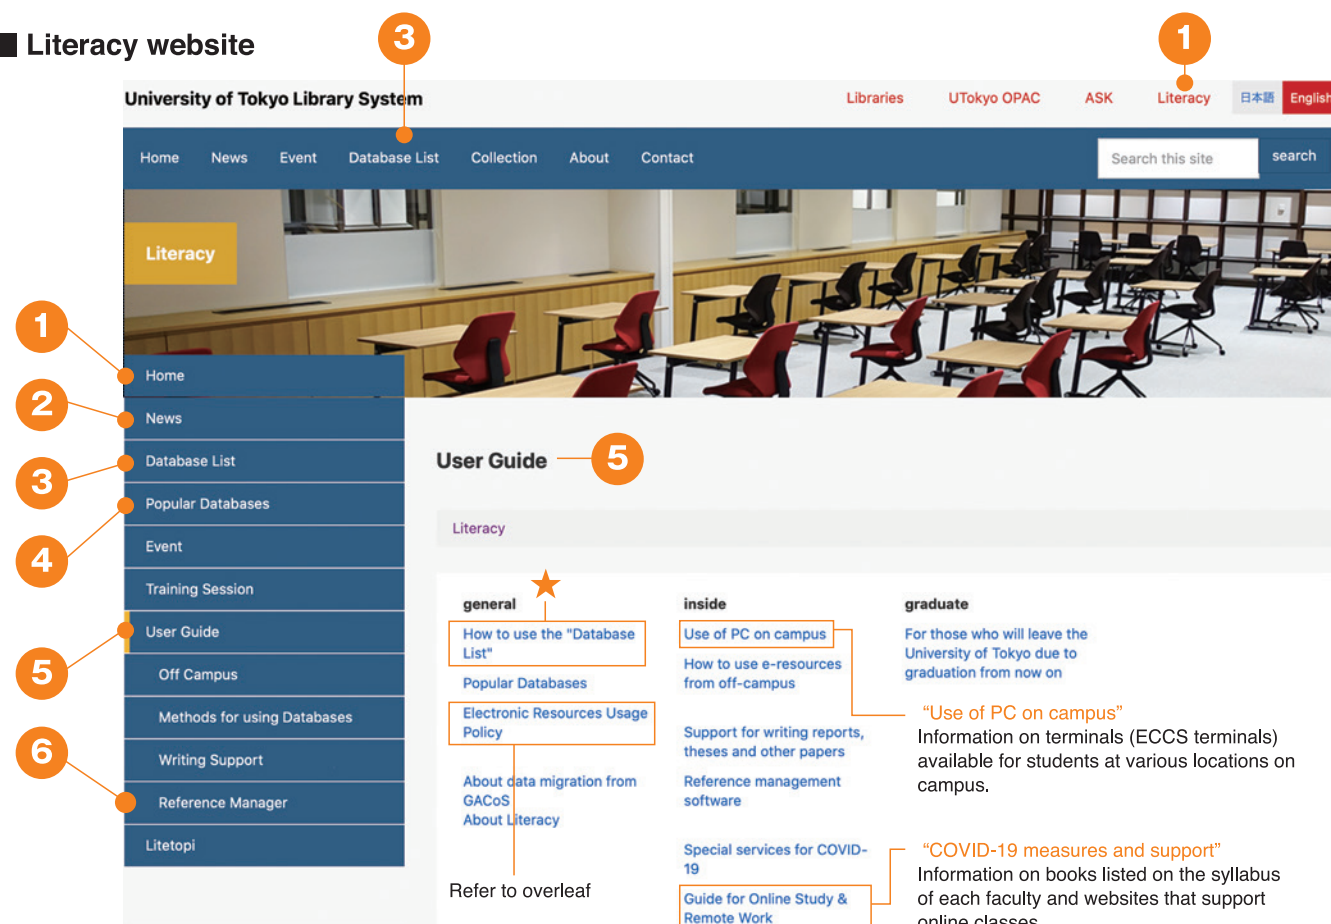 ■ Literacy website
3
1
University of Tokyo Library System
Libraries UTokyo OPAC ASK Literacy 日本語 English
Home News Event Database List Collection About Contact
Search this site search
Literacy
1
Home
2
News
3
Database List
4
Popular Databases
Event
Training Session
5
User Guide
Off Campus
Methods for using Databases
6
Writing Support
Reference Manager
Litetopi
User Guide 5
Literacy
general
How to use the "Database
List"
Popular Databases
Electronic Resources Usage
Policy
About data migration from
GACoS
About Literacy
Refer to overleaf
inside
Use of PC on campus
How to use e-resources
from off-campus
Support for writing reports,
theses and other papers
Reference management
software
Special services for COVID-
19
Guide for Online Study &
Remote Work
graduate
For those who will leave the
University of Tokyo due to
graduation from now on
“Use of PC on campus”
Information on terminals (ECCS terminals)
available for students at various locations on
campus.
“COVID-19 measures and support”
Information on books listed on the syllabus
of each faculty and websites that support
online classes